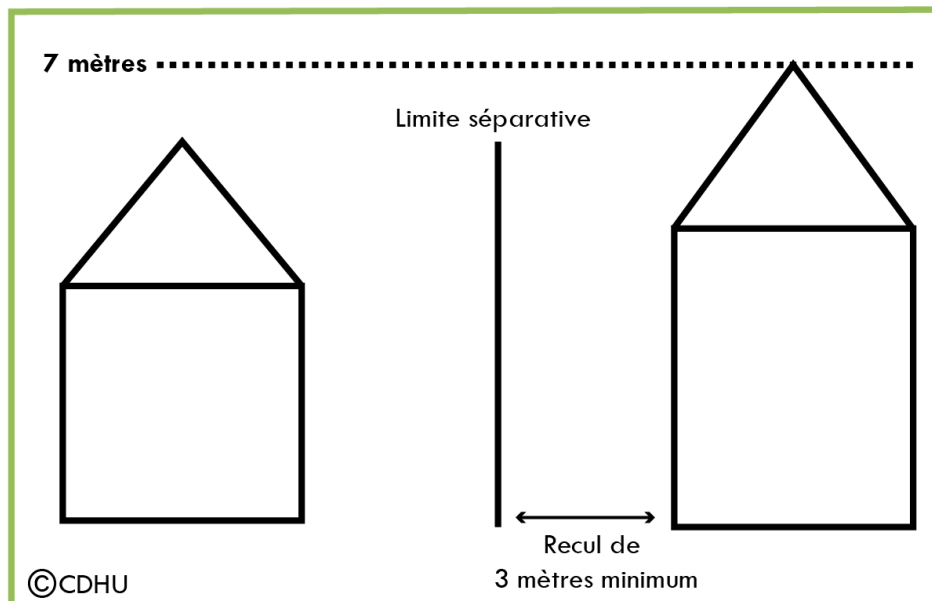 7 mètres
Limite séparative
Recul de
3 mètres minimum
©CDHU